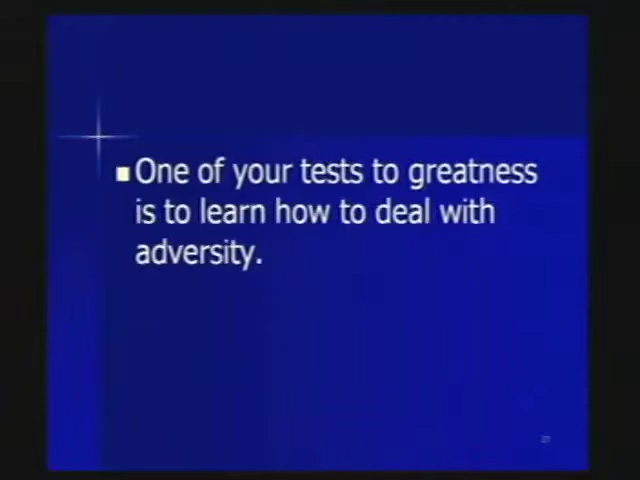 One of your tests to greatness
is to learn how to deal with
adversity.